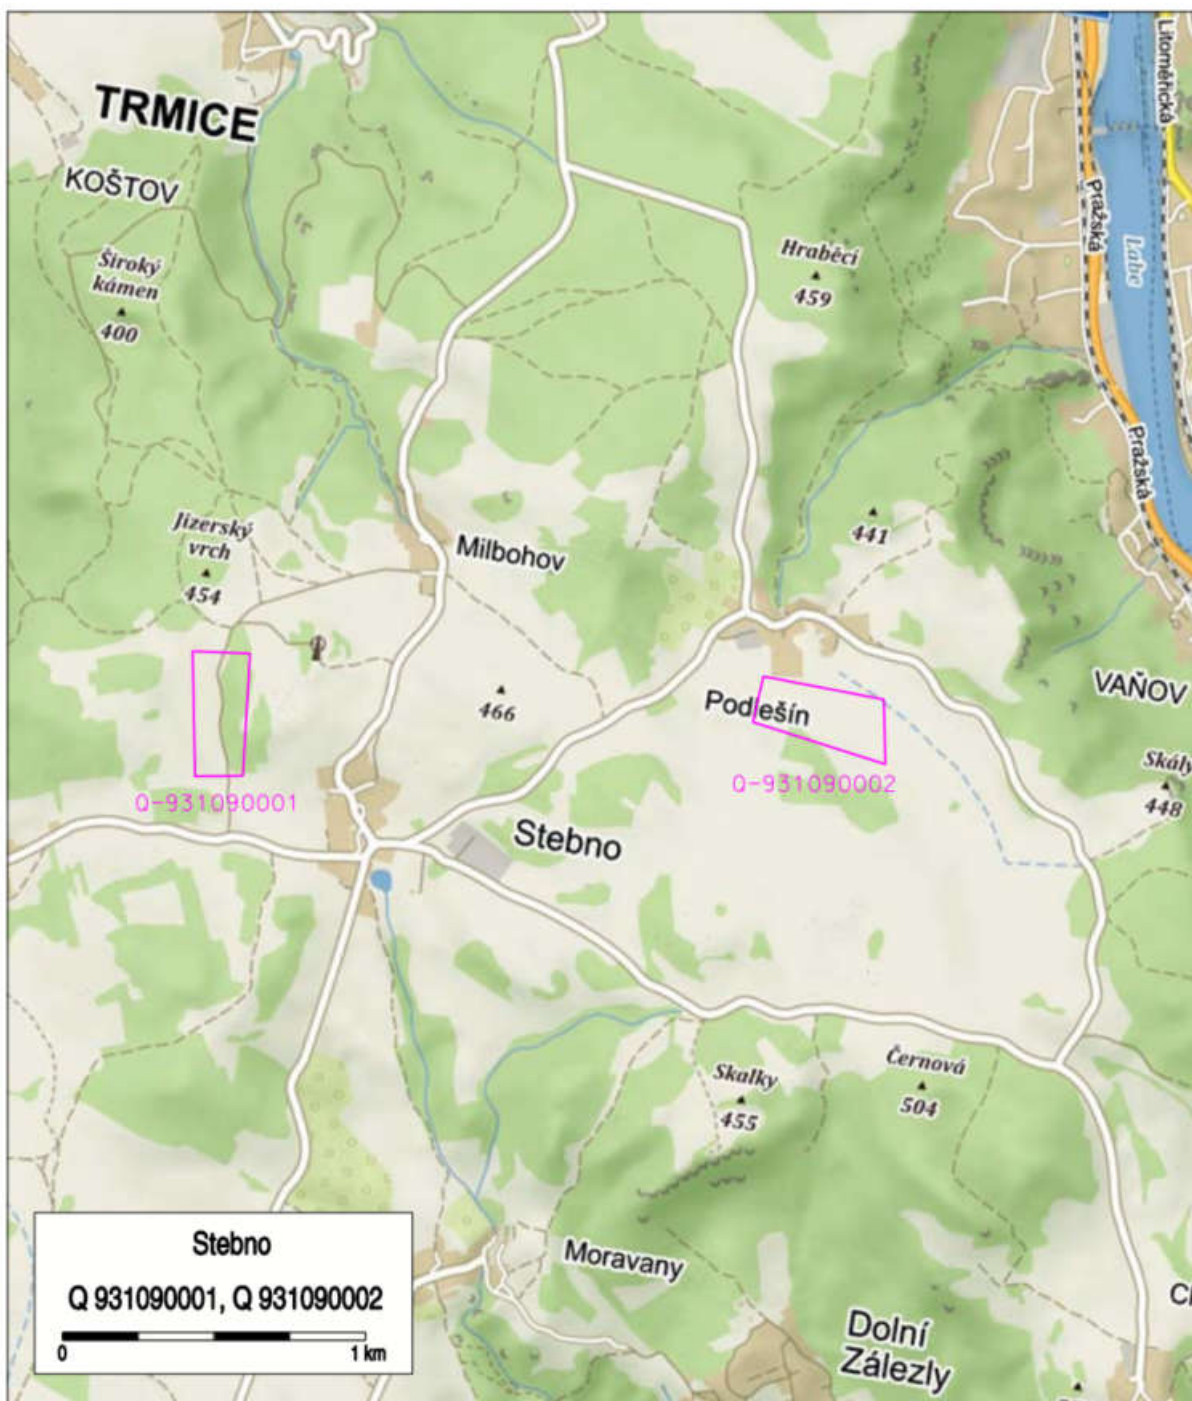 Litoměřická
TRMICE
KOŠTOV
Pražská
Labe
Široký
kámen
400
Hraběcí
459
Pražská
Jizerský
vrch
454
Milbohov
441
466
Podlešín
VAŇOV
Q-931090001
Q-931090002
Skály
448
Stebno
Skalky
455
Černová
504
Moravany
Dolní
Zálezly
Stebno
Q 931090001, Q 931090002
0
1 km